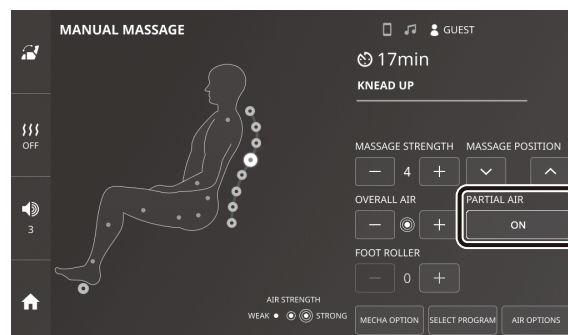 MANUAL MASSAGE
GUEST
17min
KNEAD UP
OFF
3
MASSAGE STRENGTH
MASSAGE POSITION
− 4 +
OVERALL AIR
PARTIAL AIR
− +
ON
FOOT ROLLER
− 0 +
AIR STRENGTH
WEAK STRONG
MECHA OPTION
SELECT PROGRAM
AIR OPTIONS